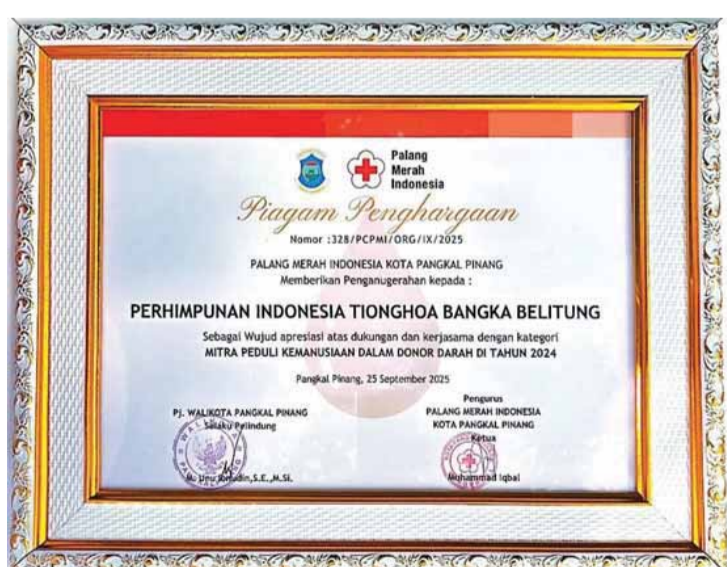 Palang
Merah
Indonesia
Piagam Penghargaan
Nomor :328/PCPMI/ORG/IX/2025
PALANG MERAH INDONESIA KOTA PANGKAL PINANG
Memberikan Penganugerahan kepada :
PERHIMPUNAN INDONESIA TIONGHOA BANGKA BELITUNG
Sebagai Wujud apresiasi atas dukungan dan kerjasama dengan kategori
MITRA PEDULI KEMANUSIAAN DALAM DONOR DARAH DI TAHUN 2024
Pangkal Pinang, 25 September 2025
Pj. WALIKOTA PANGKAL PINANG
Selaku Pelindung
M. Unu ,S.E.,M.Si.
Pengurus
PALANG MERAH INDONESIA
KOTA PANGKAL PINANG
Ketua
Muhammad Iqbal